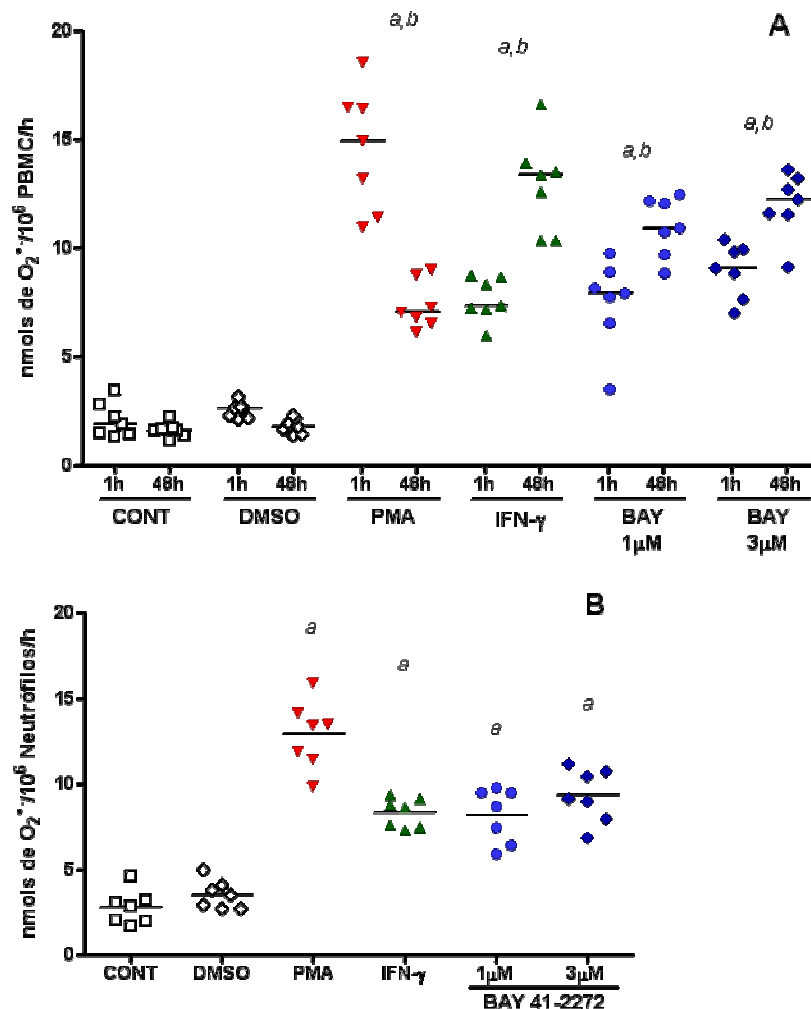 A
20
15
10
5
0
nmols de O2•-/10⁶ PBMC/h
a,b
a,b
a,b
a,b
1h 48h 1h 48h 1h 48h 1h 48h 1h 48h 1h 48h
CONT DMSO PMA IFN-γ BAY BAY
1μM 3μM
B
20
15
10
5
0
nmols de O2•-/10⁶ Neutrófilos/h
a
a
a
a
CONT DMSO PMA IFN-γ 1μM 3μM
BAY 41-2272